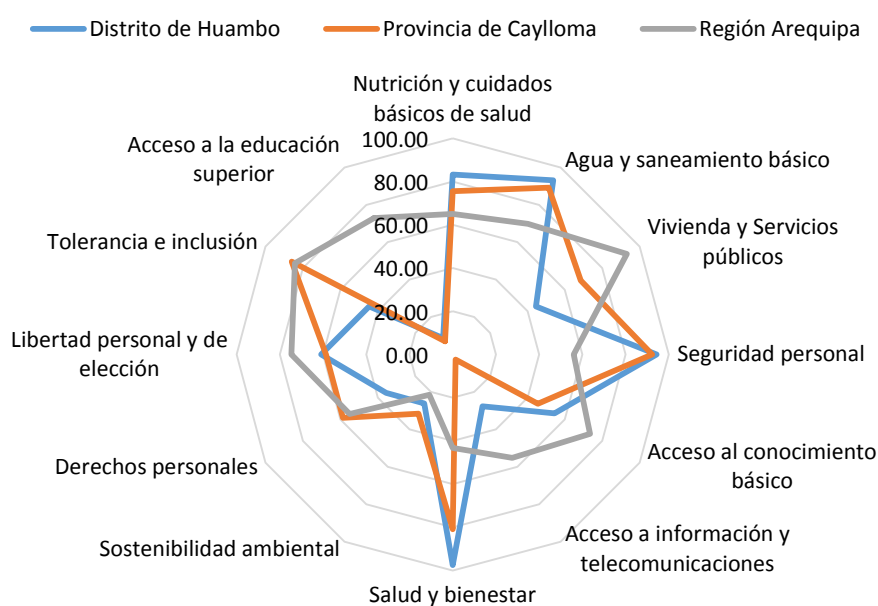 Distrito de Huambo
Provincia de Caylloma
Región Arequipa
Nutrición y cuidados
básicos de salud
Agua y saneamiento básico
Vivienda y Servicios
públicos
Seguridad personal
Acceso al conocimiento
básico
Acceso a información y
telecomunicaciones
Salud y bienestar
Sostenibilidad ambiental
Derechos personales
Libertad personal y de
elección
Tolerancia e inclusión
Acceso a la educación
superior
100.00
80.00
60.00
40.00
20.00
0.00